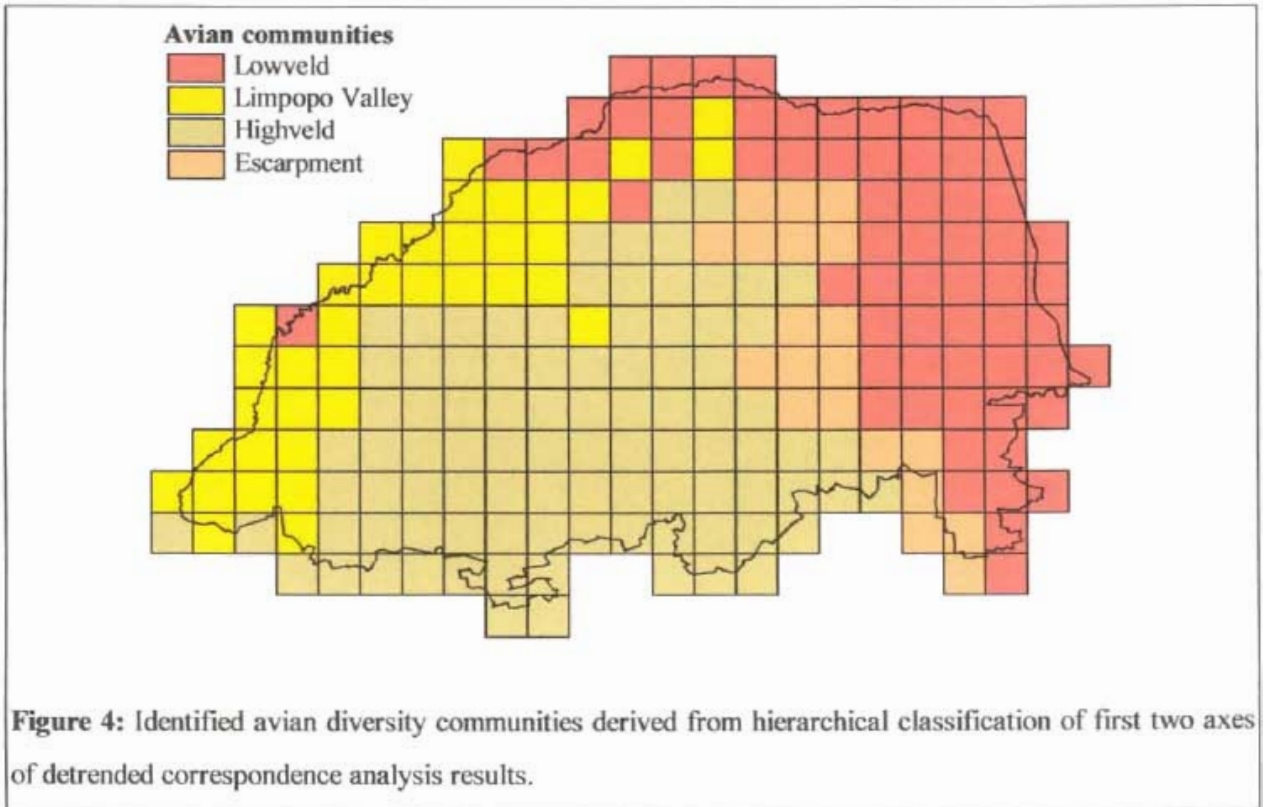 Avian communities
Lowveld
Limpopo Valley
Highveld
Escarpment
Figure 4: Identified avian diversity communities derived from hierarchical classification of first two axes
of detrended correspondence analysis results.